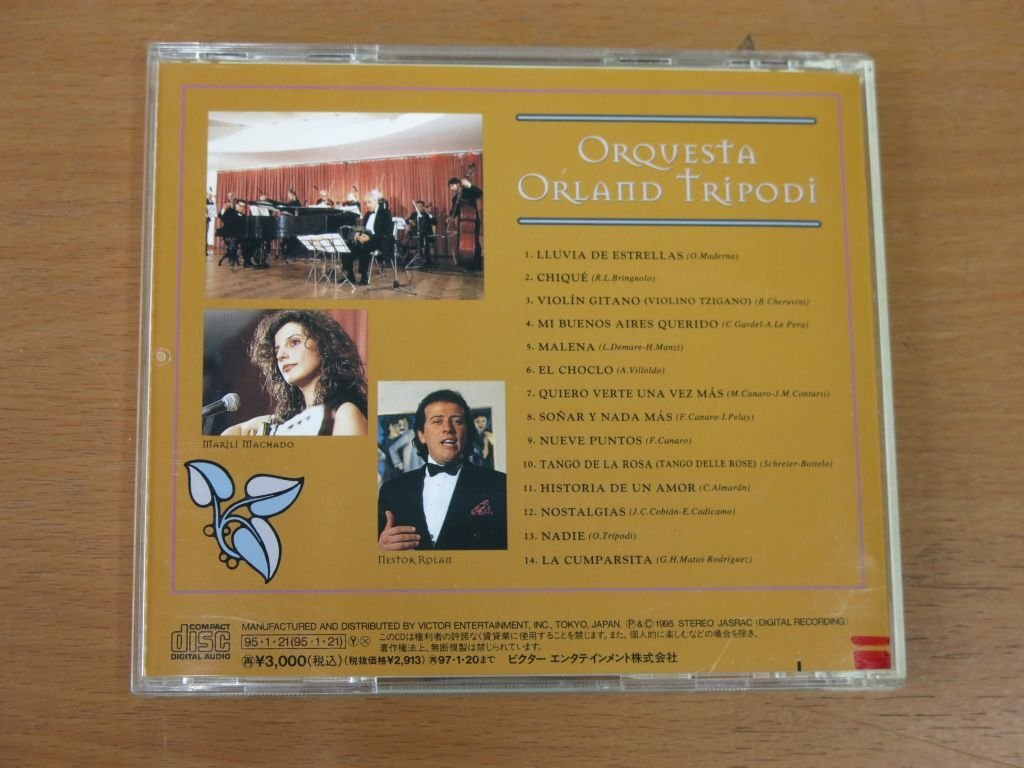 ORQUESTA
ORLAND TRIPODI
1. LLUVIA DE ESTRELLAS (O.Maderna)
2. CHIQUÉ (R.L.Bringnolo)
3. VIOLÍN GITANO (VIOLINO TZIGANO) (B.Cheruvini)
4. MI BUENOS AIRES QUERIDO (C.Gardel-A.Le Pera)
5. MALENA (L.Demare-H.Manzi)
6. EL CHOCLO (A.Villoldo)
7. QUIERO VERTE UNA VEZ MÁS (M.Canaro-J.M.Contursi)
8. SOÑAR Y NADA MÁS (F.Canaro-I.Pelay)
9. NUEVE PUNTOS (F.Canaro)
10. TANGO DE LA ROSA (TANGO DELLE ROSE) (Schreier-Bottelo)
11. HISTORIA DE UN AMOR (C.Almarán)
12. NOSTALGIAS (J.C.Cobián-E.Cadícamo)
13. NADIE (O.Trípodi)
14. LA CUMPARSITA (G.H.Matos Rodríguez)
MARILÍ MACHADO
NESTOR ROLAN
COMPACT
disc
DIGITAL AUDIO
MANUFACTURED AND DISTRIBUTED BY VICTOR ENTERTAINMENT, INC., TOKYO, JAPAN. Ⓟ&Ⓒ 1995 STEREO JASRAC DIGITAL RECORDING
95・1・21(95・1・21) Ⓨ Ⓧ このCDは権利者の許諾なく賃貸業に使用することを禁じます。また、個人的に楽しむなどの場合を除き、
著作権法上、無断複製は禁じられています。
㊢¥3,000(税込)(税抜価格¥2,913) ㊢97・1・20まで ビクター エンタテインメント株式会社